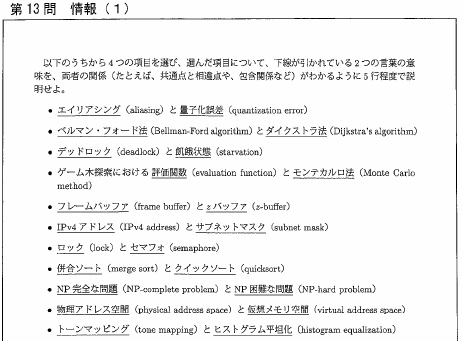 第13問 情報（1）
以下のうちから4つの項目を選び、選んだ項目について、下線が引かれている2つの言葉の意
味を、両者の関係（たとえば、共通点と相違点や、包含関係など）がわかるように5行程度で説
明せよ。
• エイリアシング (aliasing) と 量子化誤差 (quantization error)
• ベルマン・フォード法 (Bellman-Ford algorithm) と ダイクストラ法 (Dijkstra's algorithm)
• デッドロック (deadlock) と 飢餓状態 (starvation)
• ゲーム木探索における 評価関数 (evaluation function) と モンテカルロ法 (Monte Carlo
method)
• フレームバッファ (frame buffer) と zバッファ (z-buffer)
• IPv4 アドレス (IPv4 address) と サブネットマスク (subnet mask)
• ロック (lock) と セマフォ (semaphore)
• 併合ソート (merge sort) と クイックソート (quicksort)
• NP 完全な問題 (NP-complete problem) と NP 困難な問題 (NP-hard problem)
• 物理アドレス空間 (physical address space) と 仮想メモリ空間 (virtual address space)
• トーンマッピング (tone mapping) と ヒストグラム平坦化 (histogram equalization)